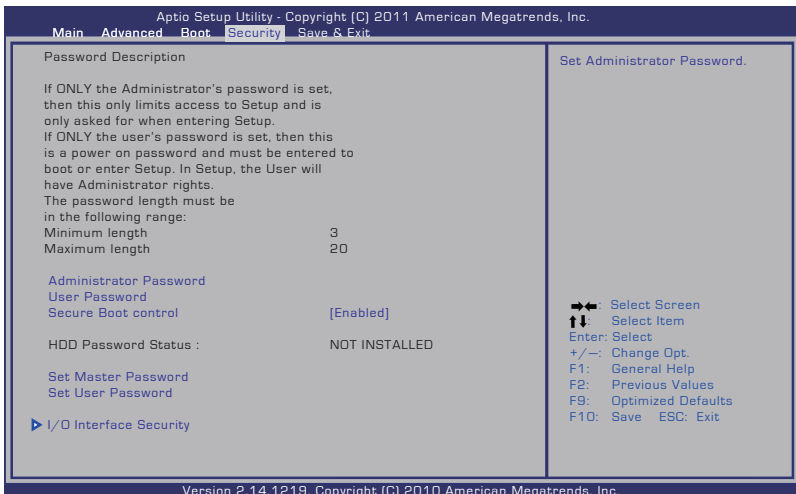 Aptio Setup Utility - Copyright (C) 2011 American Megatrends, Inc.
Main Advanced Boot Security Save & Exit
Password Description
If ONLY the Administrator's password is set,
then this only limits access to Setup and is
only asked for when entering Setup.
If ONLY the user's password is set, then this
is a power on password and must be entered to
boot or enter Setup. In Setup, the User will
have Administrator rights.
The password length must be
in the following range:
Minimum length 3
Maximum length 20
Administrator Password
User Password
Secure Boot control [Enabled]
HDD Password Status : NOT INSTALLED
Set Master Password
Set User Password
I/O Interface Security
Set Administrator Password.
→←: Select Screen
↑↓: Select Item
Enter: Select
+/—: Change Opt.
F1: General Help
F2: Previous Values
F9: Optimized Defaults
F10: Save ESC: Exit
Version 2.14.1219. Copyright (C) 2010 American Megatrends, Inc.